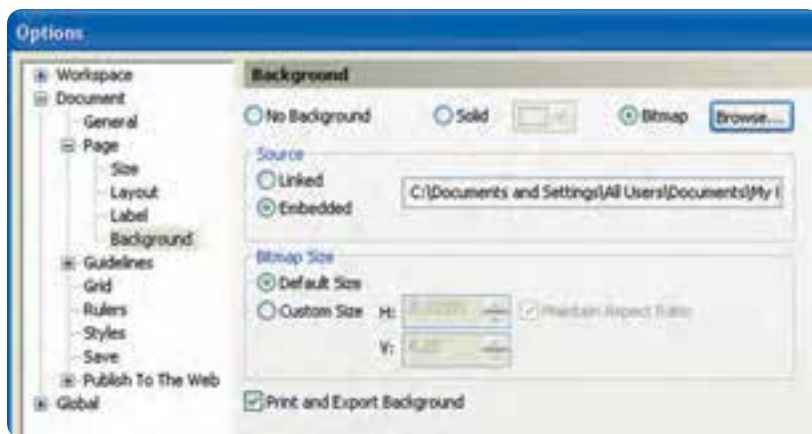 Options
Workspace
Document
General
Page
Size
Layout
Label
Background
Guidelines
Grid
Rulers
Styles
Save
Publish To The Web
Global
Background
No Background Solid Bitmap Browse...
Source
Linked
Embedded
C:\Documents and Settings\All Users\Documents\My
Bitmap Size
Default Size
Custom Size H:
Maintain Aspect Ratio
V:
Print and Export Background